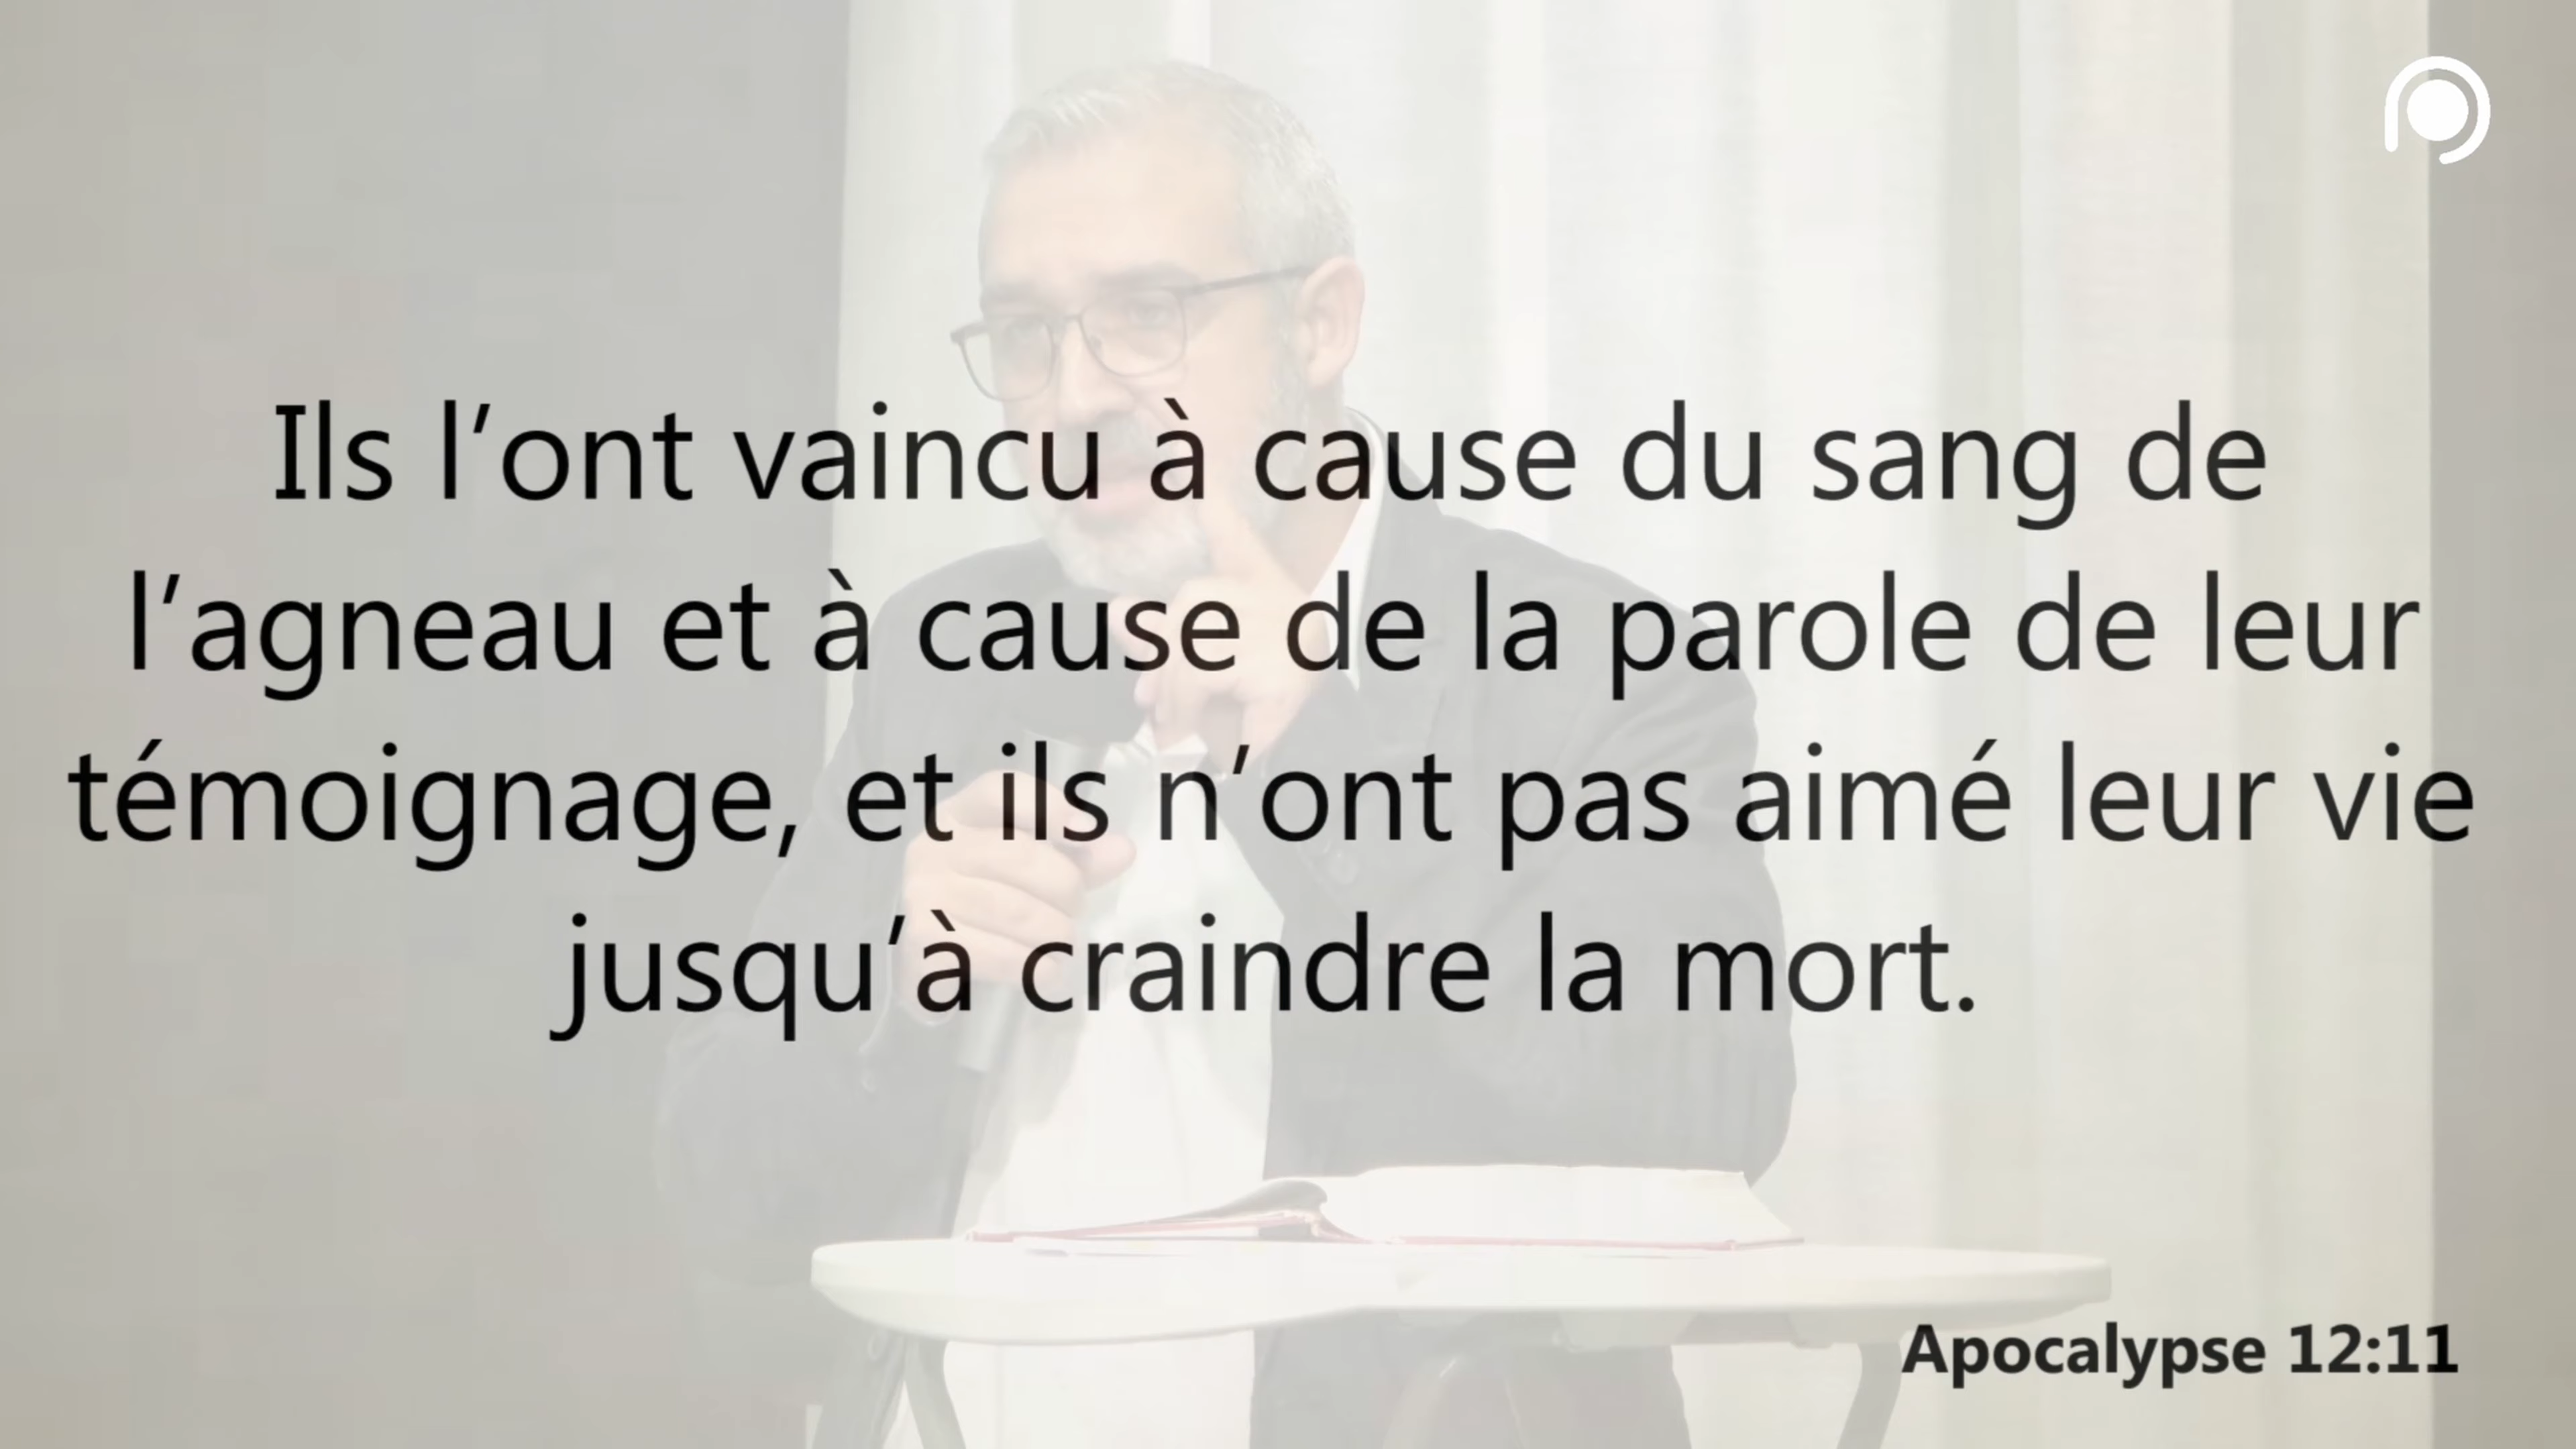 Ils l’ont vaincu à cause du sang de
l’agneau et à cause de la parole de leur
témoignage, et ils n’ont pas aimé leur vie
jusqu’à craindre la mort.
Apocalypse 12:11